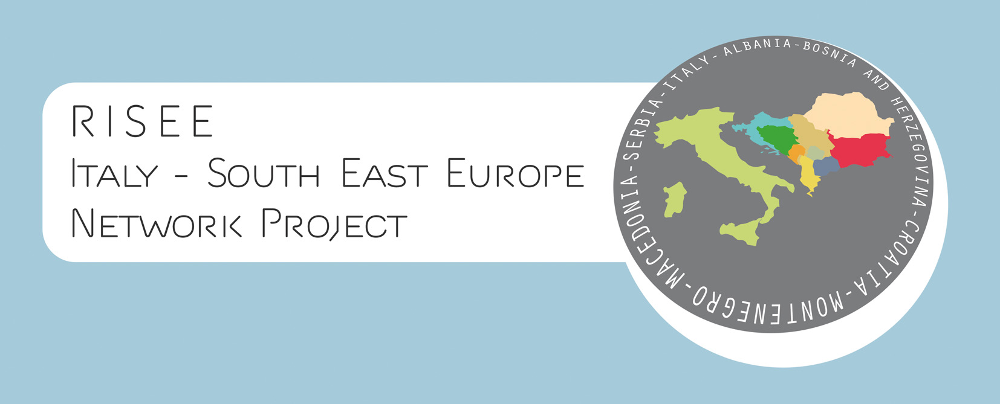 RISEE
ITALY - SOUTH EAST EUROPE
NETWORK PROJECT
ITALY-ALBANIA-BOSNIA AND HERZEGOVINA-CROATIA-MONTENEGRO-MACEDONIA-SERBIA-